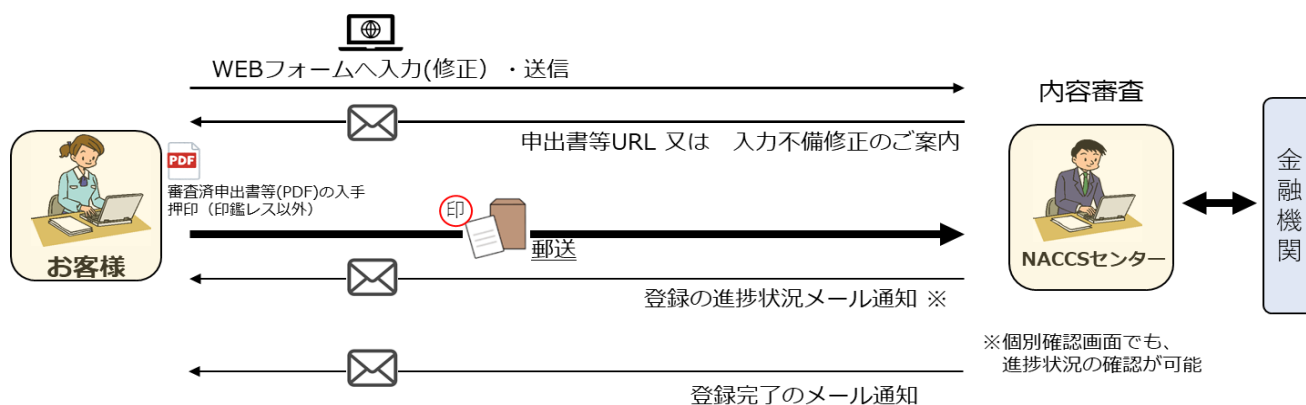 WEBフォームへ入力(修正）・送信
内容審査
申出書等URL 又は　入力不備修正のご案内
PDF
審査済申出書等(PDF)の入手
押印（印鑑レス以外）
印
郵送
お客様
NACCSセンター
金融機関
登録の進捗状況メール通知 ※
※個別確認画面でも、
進捗状況の確認が可能
登録完了のメール通知